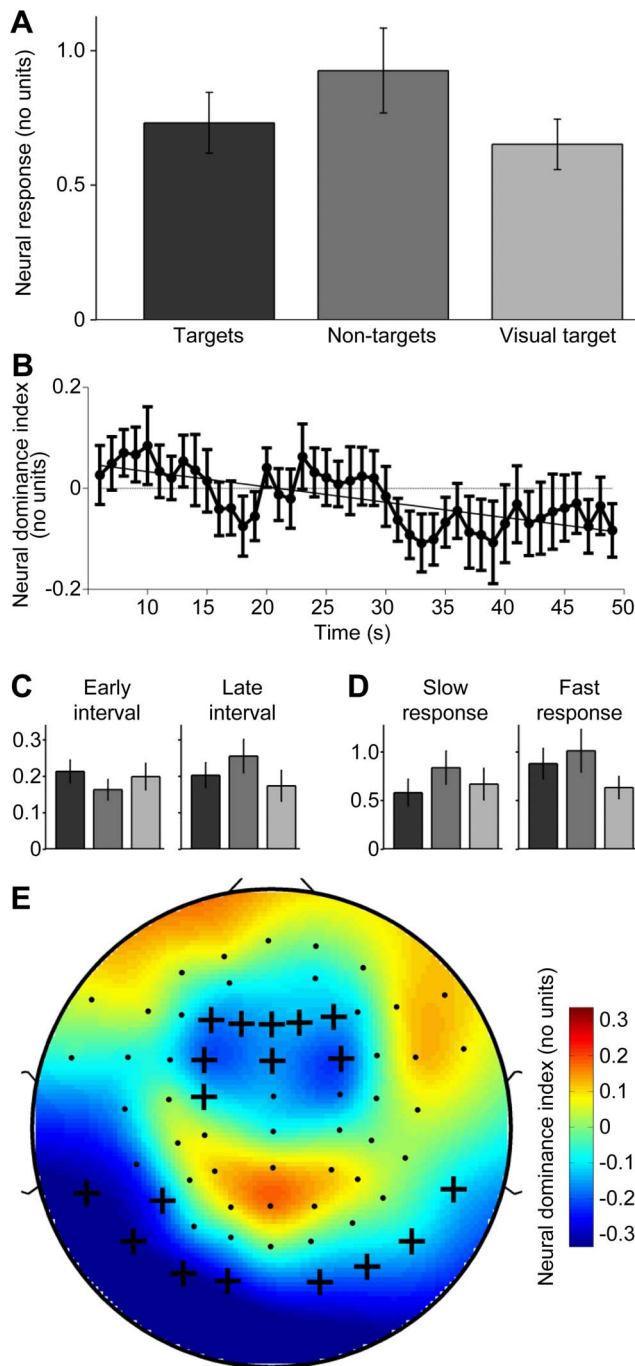 A
Neural response (no units)
1.0
0.5
0
Targets
Non-targets
Visual target
B
Neural dominance index
(no units)
0.2
0
-0.2
10
15
20
25
30
35
40
45
50
Time (s)
C
Early
interval
Late
interval
0.3
0.2
0.1
0
D
Slow
response
Fast
response
1.0
0.5
0
E
Neural dominance index (no units)
0.3
0.2
0.1
0
-0.1
-0.2
-0.3